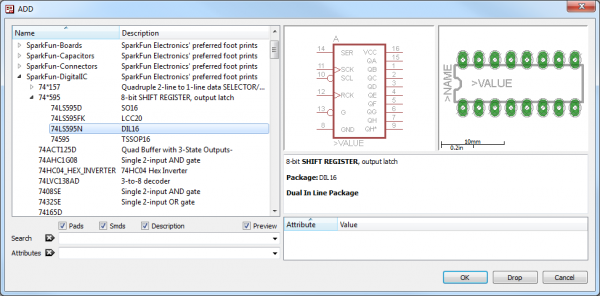 ADD
Name Description
SparkFun-Boards SparkFun Electronics' preferred foot prints
SparkFun-Capacitors SparkFun Electronics' preferred foot prints
SparkFun-Connectors SparkFun Electronics' preferred foot prints
SparkFun-DigitalIC SparkFun Electronics' preferred foot prints
74*157 Quadruple 2-line to 1-line data SELECTOR/...
74*595 8-bit SHIFT REGISTER, output latch
74LS595D SO16
74LS595FK LCC20
74LS595N DIL16
74595 TSSOP16
74ACT125D Quad Buffer with 3-State Outputs-
74AHC1G08 Single 2-input AND gate
74HC04_HEX_INVERTER 74HC04 Hex Inverter
74LVC138AD 3-to-8 decoder
7408SE Single 2-input AND gate
7432SE Single 2-input OR gate
74165D
Pads Smds Description Preview
Search
Attributes
A
14 SER VCC 16
QA 15
11 SCK QB 1
10 SCL QC 2
QD 3
12 RCK QE 4
QF 5
13 G QG 6
QH 7
8 GND QH* 9
>VALUE
>NAME
>VALUE
10mm
0.2in
8-bit SHIFT REGISTER, output latch
Package: DIL16
Dual In Line Package
Attribute Value
OK Drop Cancel